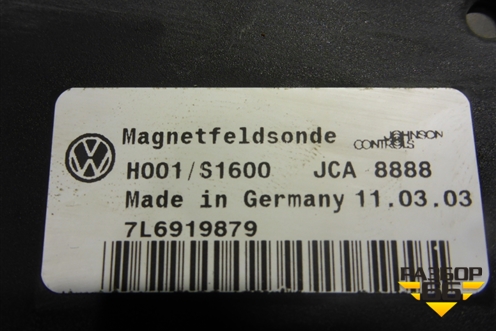 Magnetfeldsonde JOHNSON CONTROLS
H001/S1600 JCA 8888
Made in Germany 11.03.03
7L6919879
РАЗБОР